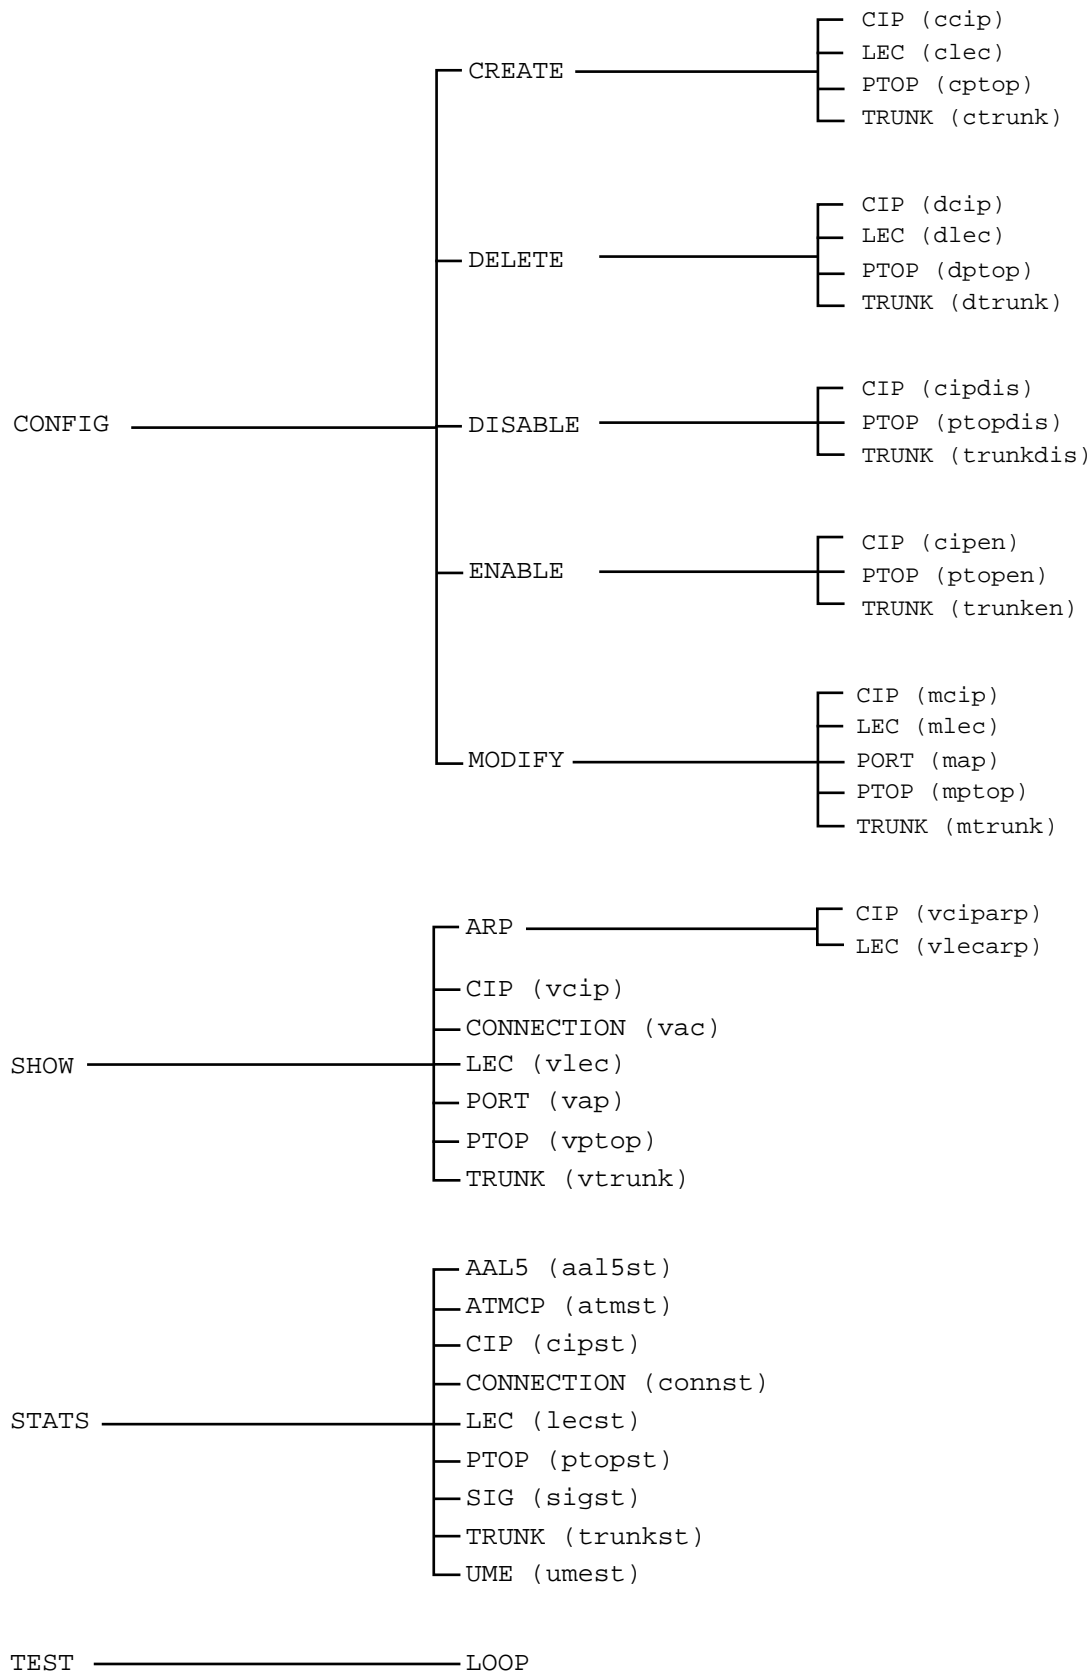 CONFIG
CREATE
CIP (ccip)
LEC (clec)
PTOP (cptop)
TRUNK (ctrunk)
DELETE
CIP (dcip)
LEC (dlec)
PTOP (dptop)
TRUNK (dtrunk)
DISABLE
CIP (cipdis)
PTOP (ptopdis)
TRUNK (trunkdis)
ENABLE
CIP (cipen)
PTOP (ptopen)
TRUNK (trunken)
MODIFY
CIP (mcip)
LEC (mlec)
PORT (map)
PTOP (mptop)
TRUNK (mtrunk)
SHOW
ARP
CIP (vciparp)
LEC (vlecarp)
CIP (vcip)
CONNECTION (vac)
LEC (vlec)
PORT (vap)
PTOP (vptop)
TRUNK (vtrunk)
STATS
AAL5 (aal5st)
ATMCP (atmst)
CIP (cipst)
CONNECTION (connst)
LEC (lecst)
PTOP (ptopst)
SIG (sigst)
TRUNK (trunkst)
UME (umest)
TEST
LOOP